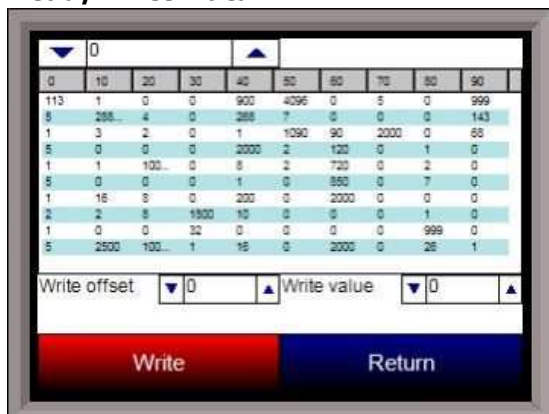 0
0 10 20 30 40 50 60 70 80 90
113 1 0 0 900 4096 0 5 0 999
288... 4 0 288 7 0 0 0 143
1 3 2 0 1 1090 90 2000 0 68
5 0 0 0 2000 2 120 0 1 0
1 1 100... 0 8 2 720 0 2 0
5 0 0 0 1 0 850 0 7 0
1 16 8 0 200 0 2000 0 0 0
2 2 8 10 0 0 0 1 0
1 0 0 32 0 0 0 0 999 0
5 2500 100... 1 16 0 2000 0 26 1
Write offset 0 Write value 0
Write Return